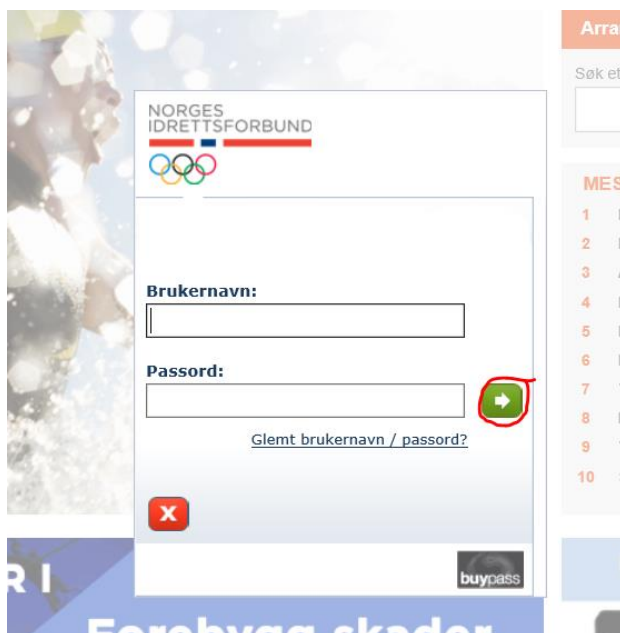 Arra
Søk et
NORGES
IDRETTSFORBUND
MES
1
2
3
4
5
6
7
8
9
10
Brukernavn:
Passord:
Glemt brukernavn / passord?
X
buypass
R I
Forebygg skader